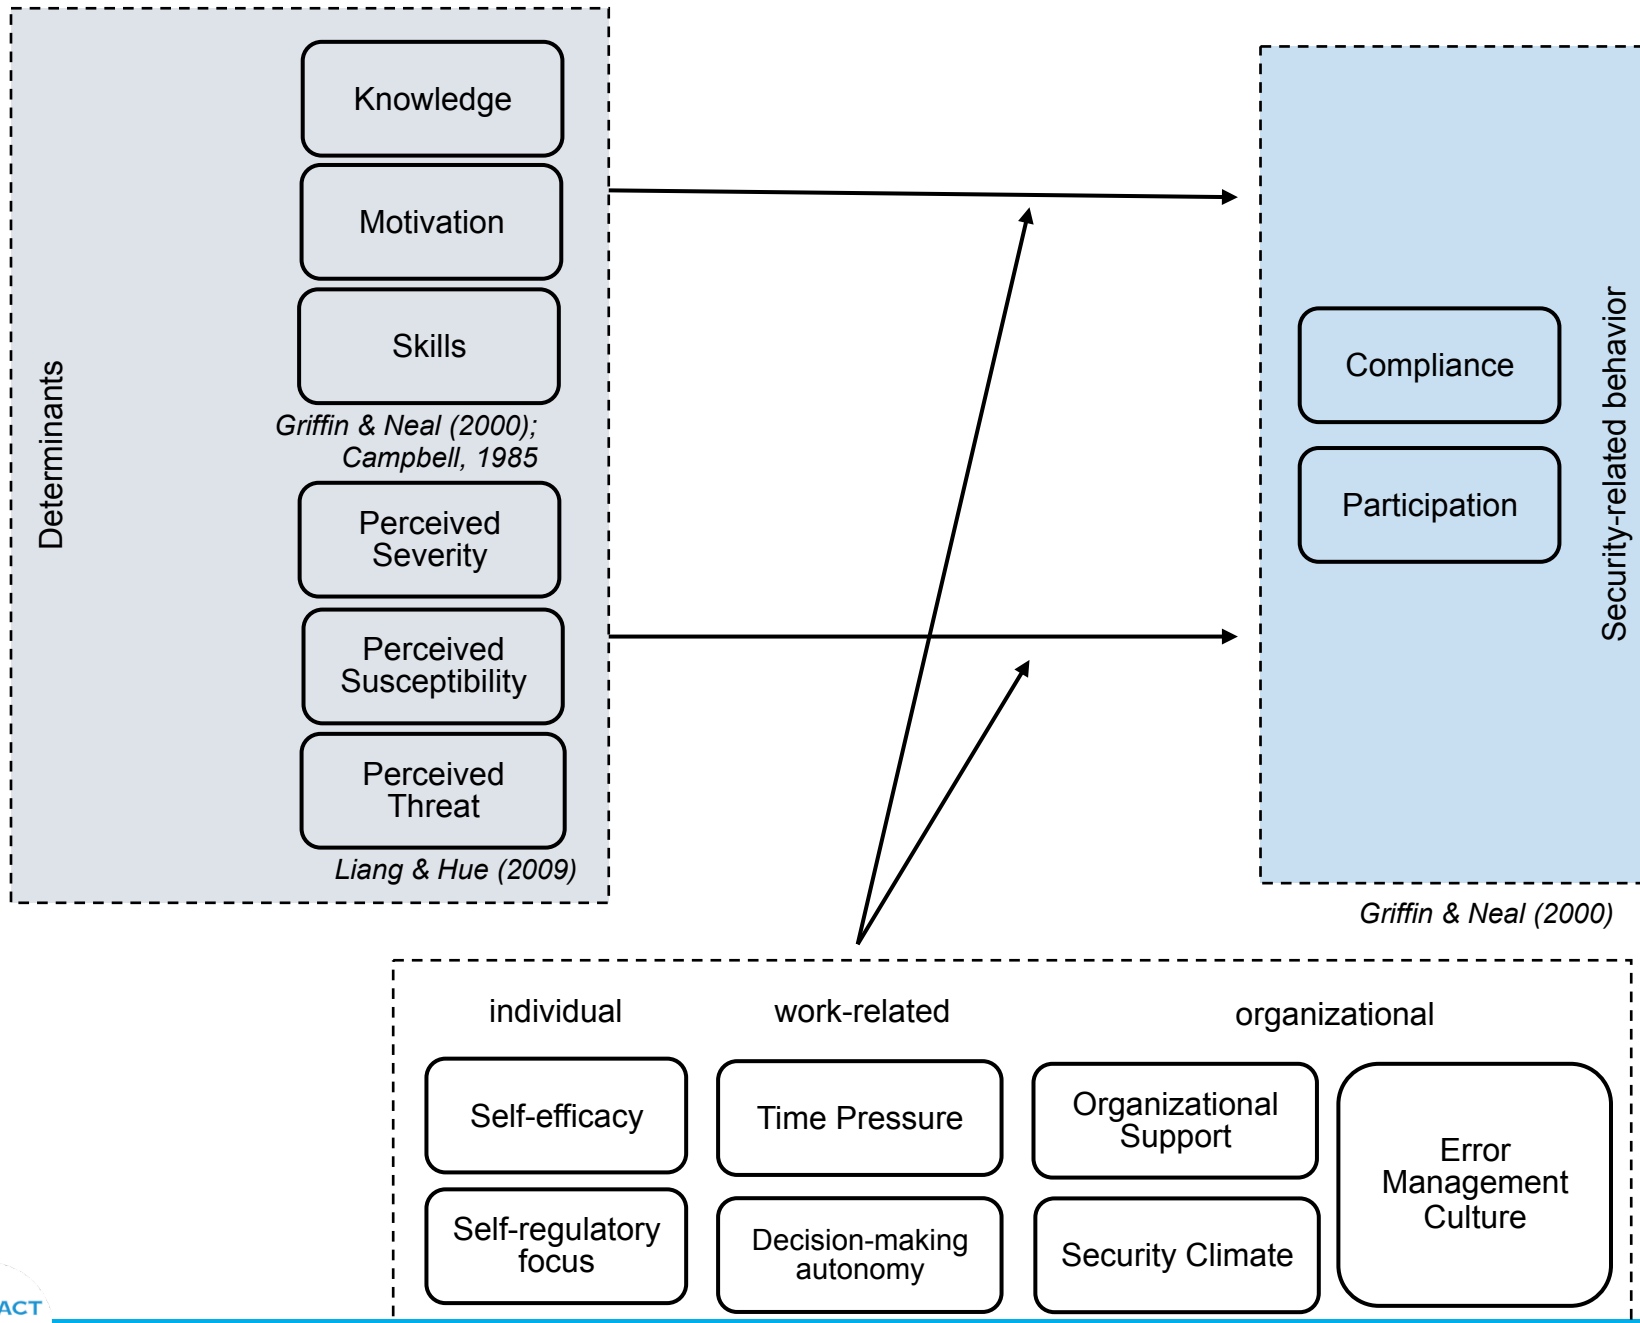 Determinants
Knowledge
Motivation
Skills
Griffin & Neal (2000);
Campbell, 1985
Perceived
Severity
Perceived
Susceptibility
Perceived
Threat
Liang & Hue (2009)
Compliance
Participation
Security-related behavior
Griffin & Neal (2000)
individual
work-related
organizational
Self-efficacy
Time Pressure
Organizational
Support
Error
Management
Culture
Self-regulatory
focus
Decision-making
autonomy
Security Climate
ACT